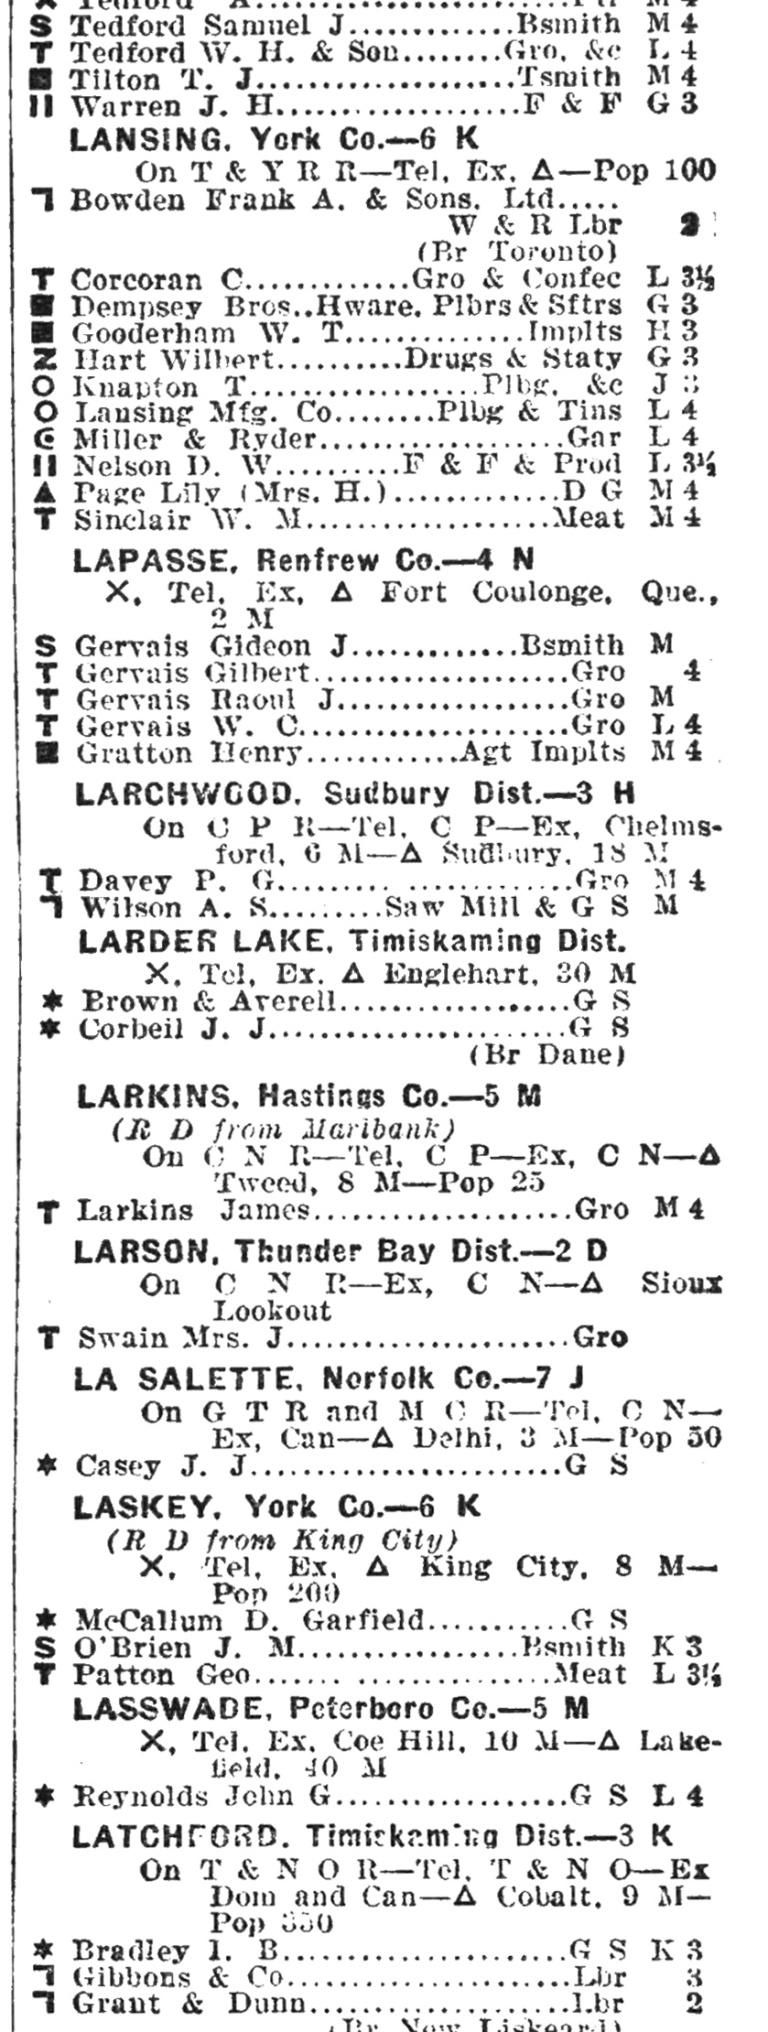 S Tedford Samuel J.............Bsmith M 4
T Tedford W. H. & Son........Gro, &c L 4
■ Tilton T. J....................Tsmith M 4
II Warren J. H...................F & F G 3
LANSING, York Co.—6 K
On T & Y R R—Tel, Ex, Δ—Pop 100
⅂ Bowden Frank A. & Sons, Ltd.....
W & R Lbr 2
(Br Toronto)
T Corcoran C.............Gro & Confec L 3½
■ Dempsey Bros..Hware, Plbrs & Sftrs G 3
■ Gooderham W. T..............Implts H 3
Z Hart Wilbert..........Drugs & Staty G 3
O Knapton T..................Plbg, &c J 3
O Lansing Mfg. Co........Plbg & Tins L 4
Miller & Ryder...................Gar L 4
II Nelson D. W..........F & F & Prod L 3½
▲ Page Lily (Mrs. H.).............D G M 4
T Sinclair W. M...................Meat M 4
LAPASSE, Renfrew Co.—4 N
X, Tel, Ex, Δ Fort Coulonge, Que.,
2 M
S Gervais Gideon J.............Bsmith M
T Gervais Gilbert....................Gro 4
T Gervais Raoul J..................Gro M
T Gervais W. C.....................Gro L 4
■ Gratton Henry............Agt Implts M 4
LARCHWOOD, Sudbury Dist.—3 H
On C P R—Tel, C P—Ex, Chelms-
ford, 6 M—Δ Sudbury, 18 M
T Davey P. G......... .............Gro M 4
⅂ Wilson A. S.........Saw Mill & G S M
LARDER LAKE, Timiskaming Dist.
X, Tel, Ex, Δ Englehart, 30 M
✶ Brown & Averell..................G S
✶ Corbeil J. J.......................G S
(Br Dane)
LARKINS, Hastings Co.—5 M
(R D from Marlbank)
On C N R—Tel, C P—Ex, C N—Δ
Tweed, 8 M—Pop 25
T Larkins James....................Gro M 4
LARSON, Thunder Bay Dist.—2 D
On C N R—Ex, C N—Δ Sioux
Lookout
T Swain Mrs. J......................Gro
LA SALETTE, Norfolk Co.—7 J
On G T R and M C R—Tel, C N—
Ex, Can—Δ Delhi, 3 M—Pop 50
✶ Casey J. J........................G S
LASKEY, York Co.—6 K
(R D from King City)
X, Tel, Ex, Δ King City, 8 M—
Pop 200
✶ McCallum D. Garfield...........G S
S O'Brien J. M.................Bsmith K 3
T Patton Geo....... ...............Meat L 3½
LASSWADE, Peterboro Co.—5 M
X, Tel, Ex, Coe Hill, 10 M—Δ Lake-
field, 40 M
✶ Reynolds John G..................G S L 4
LATCHFORD, Timiskaming Dist.—3 K
On T & N O R—Tel, T & N O—Ex
Dom and Can—Δ Cobalt, 9 M—
Pop
✶ Bradley I. B......................G S K 3
⅂ Gibbons & Co......................Lbr 3
⅂ Grant & Dunn....................Lbr 2
(Br New Liskeard)